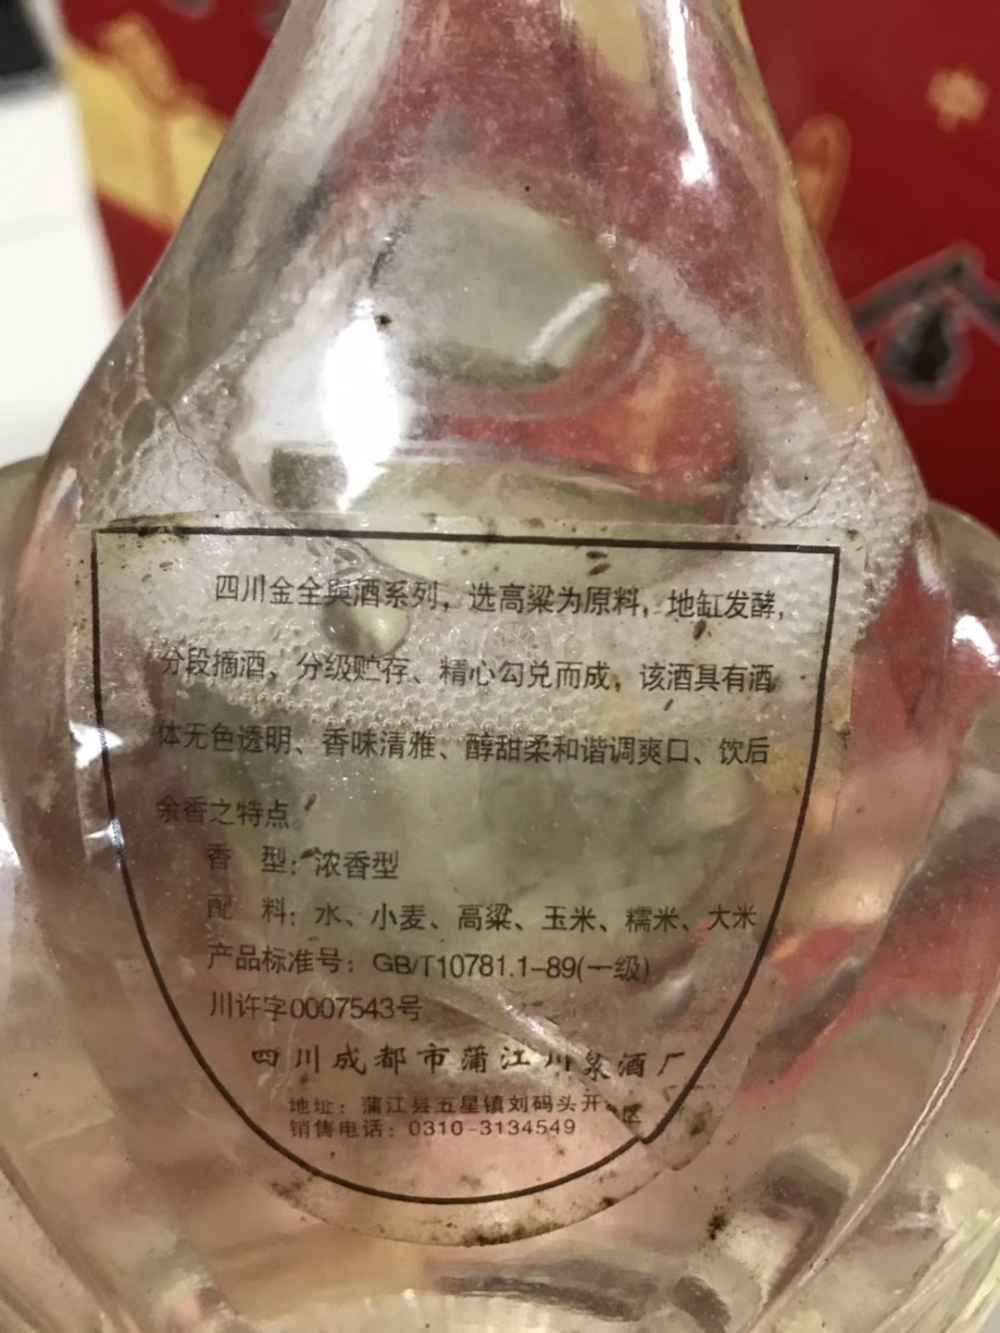 四川金全兴酒系列，选高粱为原料，地缸发酵，
分段摘酒，分级贮存、精心勾兑而成，该酒具有酒
体无色透明、香味清雅、醇甜柔和谐调爽口、饮后
余香之特点
香 型：浓香型
配 料：水、小麦、高粱、玉米、糯米、大米
产品标准号：GB/T10781.1-89(一级)
川许字0007543号
四川成都市蒲江川泉酒厂
地址：蒲江县五星镇刘码头开 区
销售电话：0310-3134549